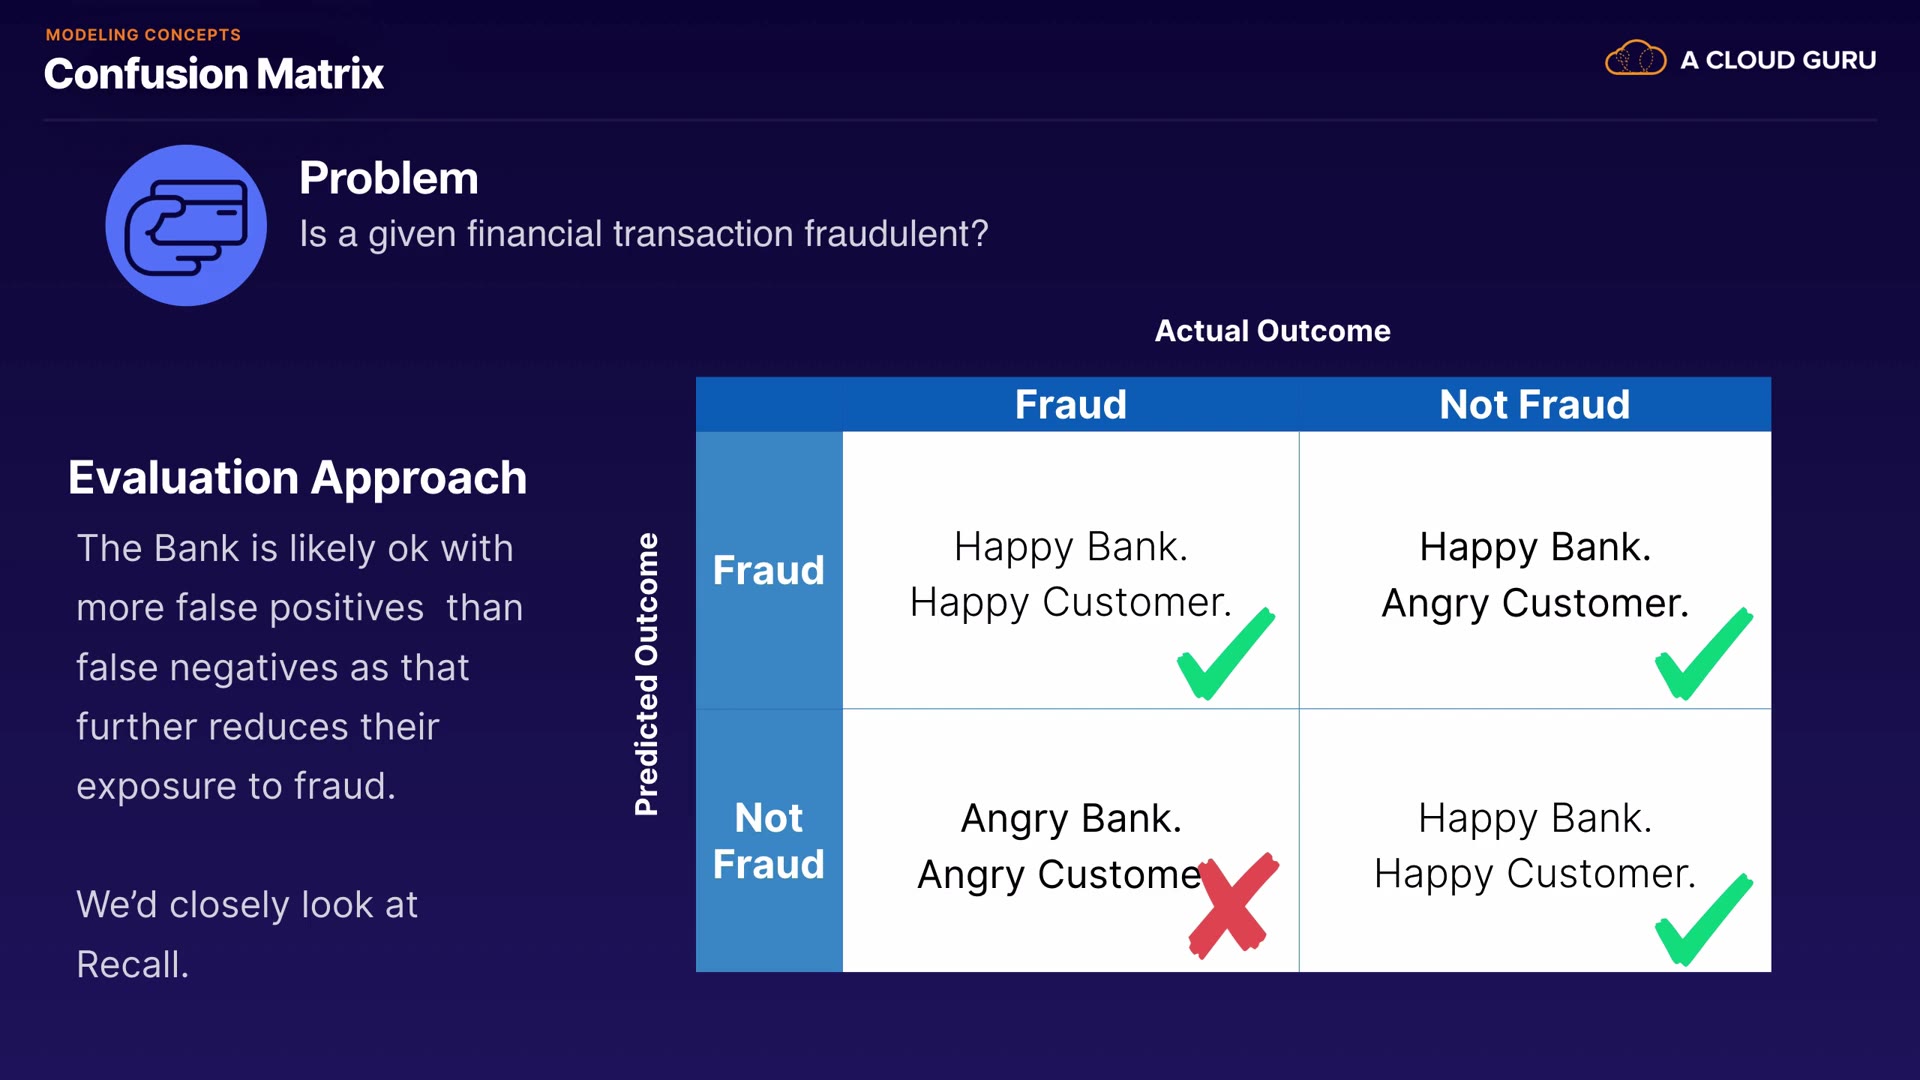 MODELING CONCEPTS
Confusion Matrix
A CLOUD GURU
Problem
Is a given financial transaction fraudulent?
Actual Outcome
Fraud
Not Fraud
Evaluation Approach
The Bank is likely ok with
more false positives than
false negatives as that
further reduces their
exposure to fraud.
We’d closely look at
Recall.
Predicted Outcome
Fraud
Happy Bank.
Happy Customer.
Happy Bank.
Angry Customer.
Not
Fraud
Angry Bank.
Angry Custome
Happy Bank.
Happy Customer.